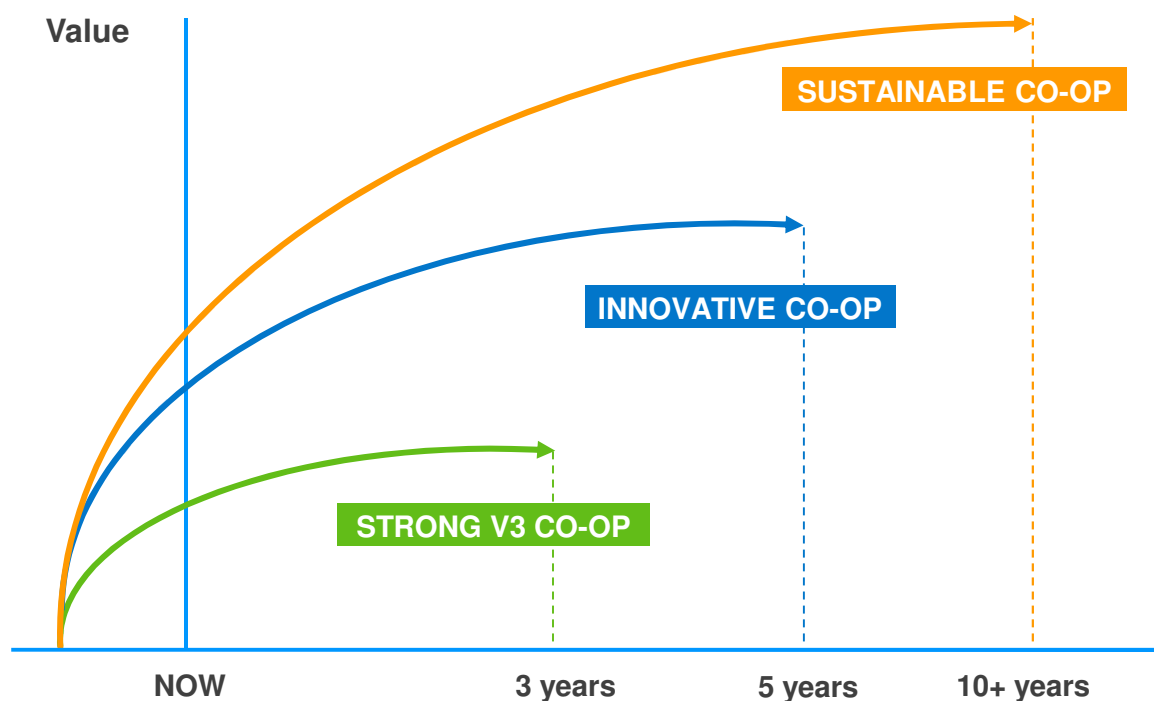 Value
SUSTAINABLE CO-OP
INNOVATIVE CO-OP
STRONG V3 CO-OP
NOW
3 years
5 years
10+ years